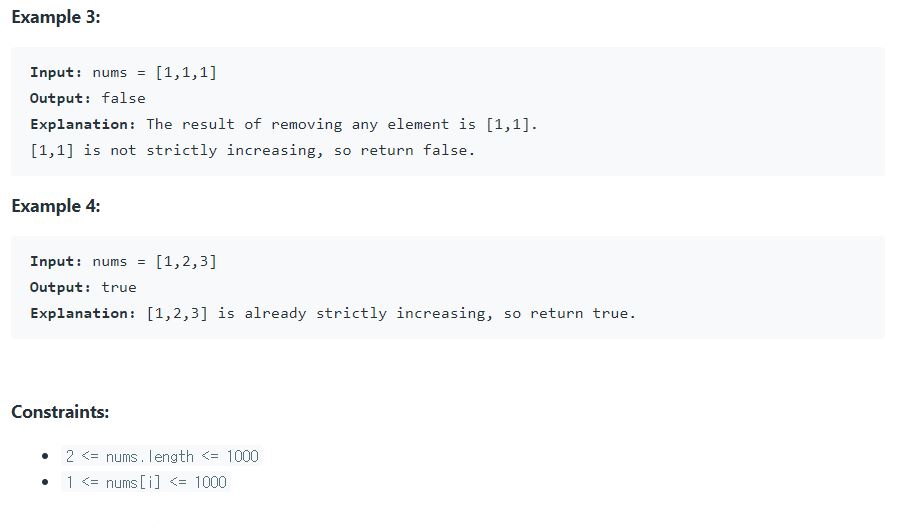 Example 3:
Input: nums = [1,1,1]
Output: false
Explanation: The result of removing any element is [1,1].
[1,1] is not strictly increasing, so return false.
Example 4:
Input: nums = [1,2,3]
Output: true
Explanation: [1,2,3] is already strictly increasing, so return true.
Constraints:
• 2 <= nums.length <= 1000
• 1 <= nums[i] <= 1000